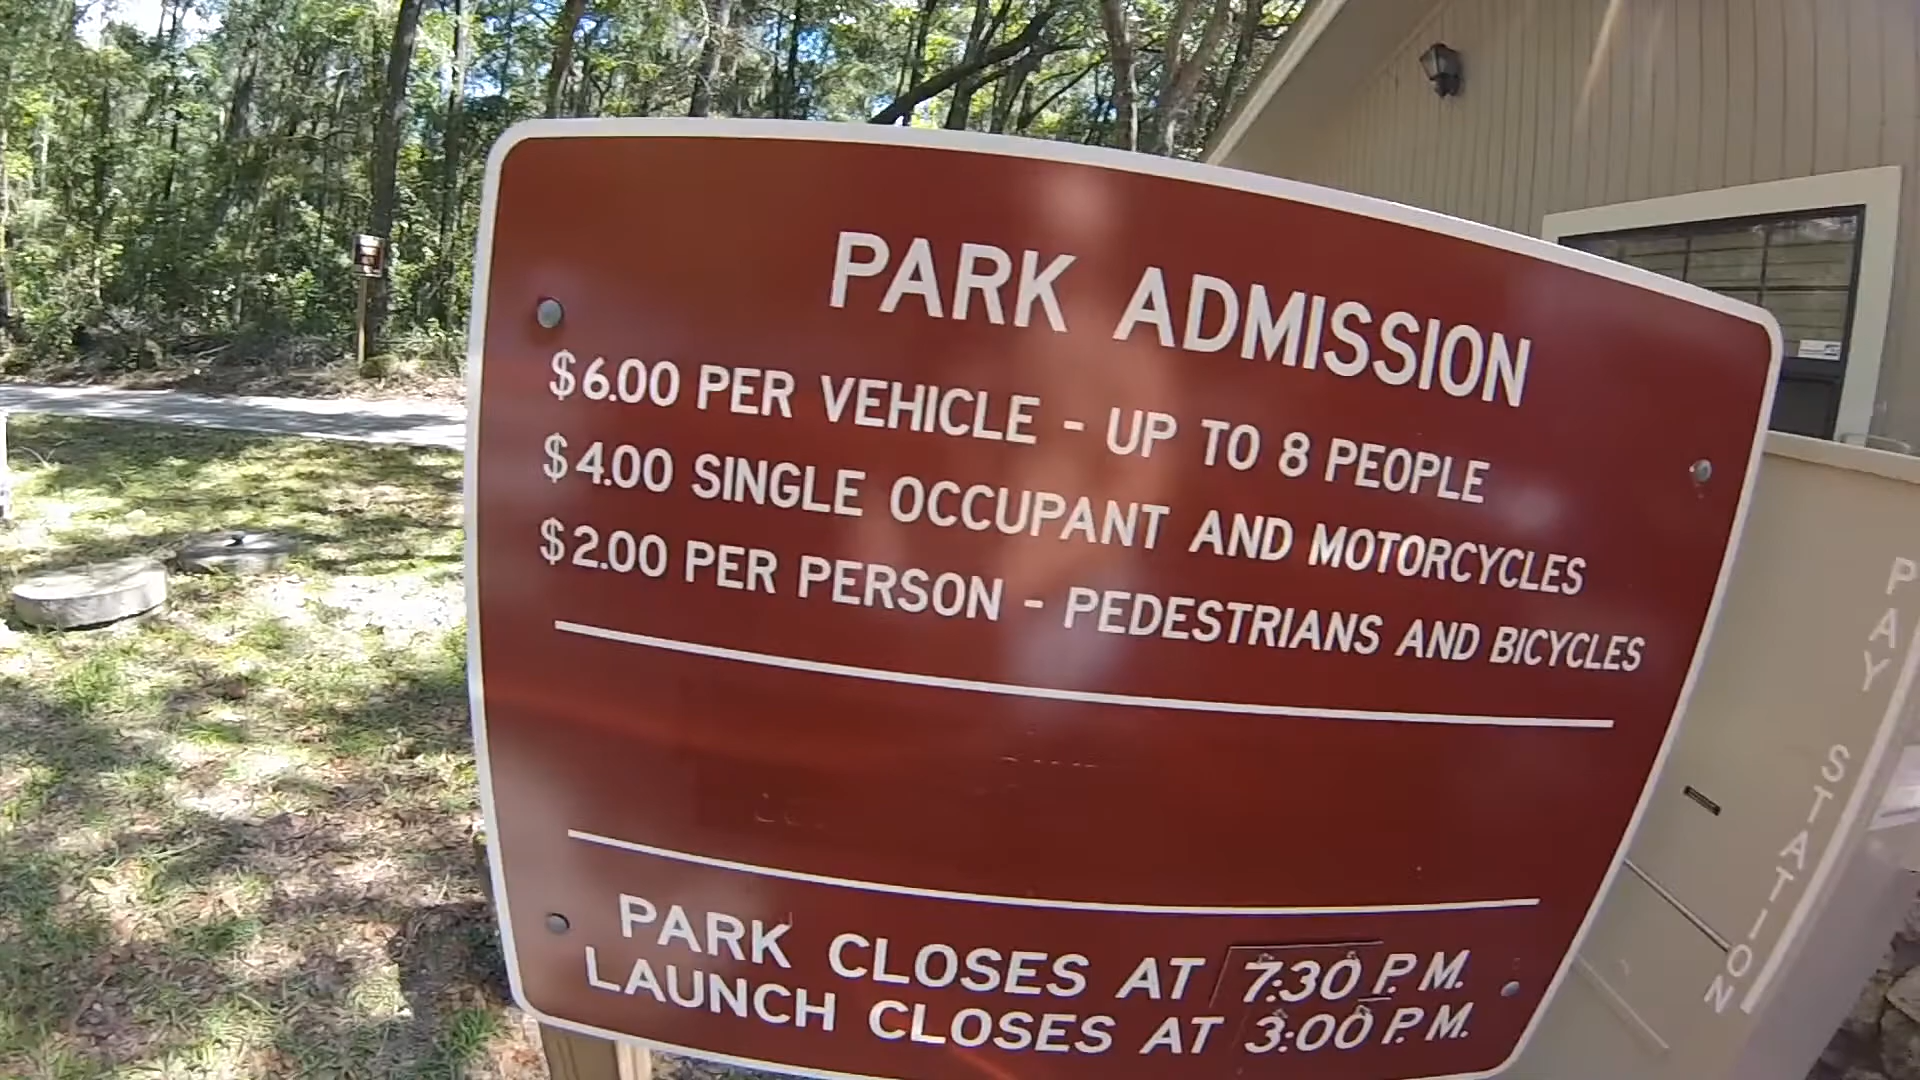 PARK ADMISSION
$6.00 PER VEHICLE - UP TO 8 PEOPLE
$4.00 SINGLE OCCUPANT AND MOTORCYCLES
$2.00 PER PERSON - PEDESTRIANS AND BICYCLES
PARK CLOSES AT 7:30 P.M.
LAUNCH CLOSES AT 3:00 P.M.
PAY STATION